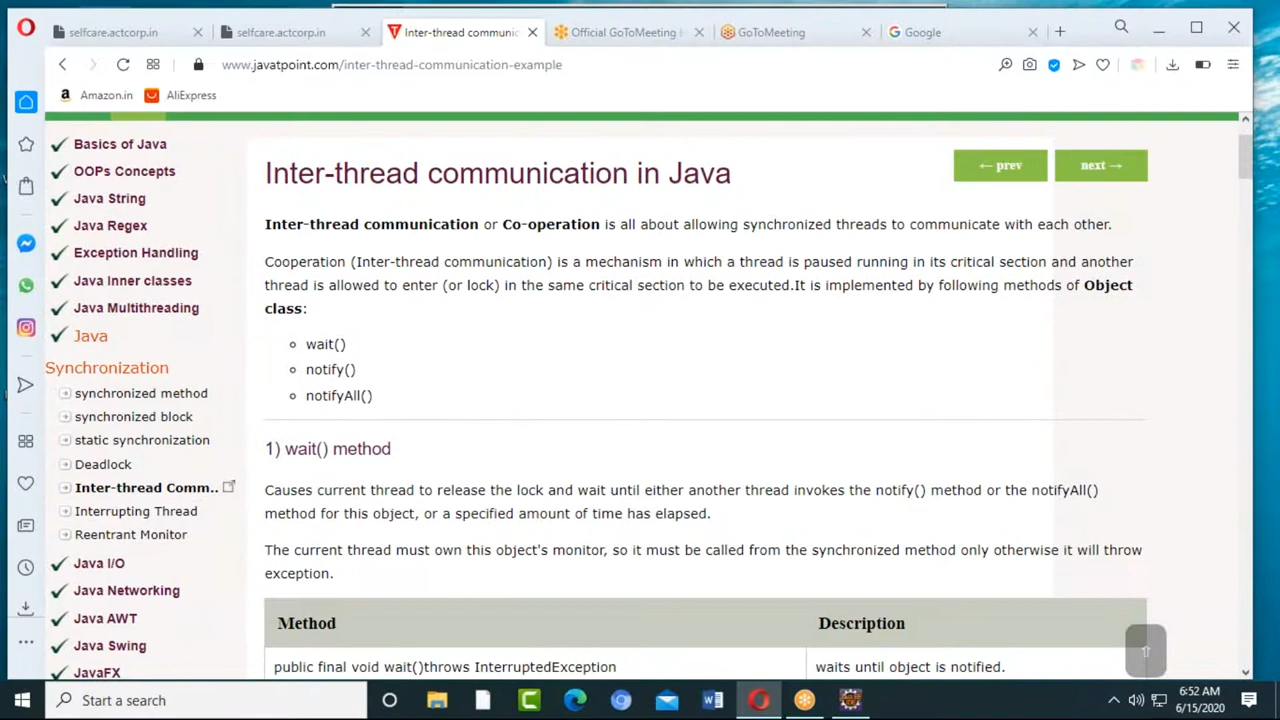 selfcare.actcorp.in
selfcare.actcorp.in
Inter-thread communic
Official GoToMeeting
GoToMeeting
Google
www.javatpoint.com/inter-thread-communication-example
Amazon.in
AliExpress
Basics of Java
OOPs Concepts
Java String
Java Regex
Exception Handling
Java Inner classes
Java Multithreading
Java
Synchronization
synchronized method
synchronized block
static synchronization
Deadlock
Inter-thread Comm..
Interrupting Thread
Reentrant Monitor
Java I/O
Java Networking
Java AWT
Java Swing
JavaFX
Inter-thread communication in Java
← prev
next →
Inter-thread communication or Co-operation is all about allowing synchronized threads to communicate with each other.
Cooperation (Inter-thread communication) is a mechanism in which a thread is paused running in its critical section and another
thread is allowed to enter (or lock) in the same critical section to be executed.It is implemented by following methods of Object
class:
wait()
notify()
notifyAll()
1) wait() method
Causes current thread to release the lock and wait until either another thread invokes the notify() method or the notifyAll()
method for this object, or a specified amount of time has elapsed.
The current thread must own this object's monitor, so it must be called from the synchronized method only otherwise it will throw
exception.
Method
Description
public final void wait()throws InterruptedException
waits until object is notified.
Start a search
6:52 AM
6/15/2020